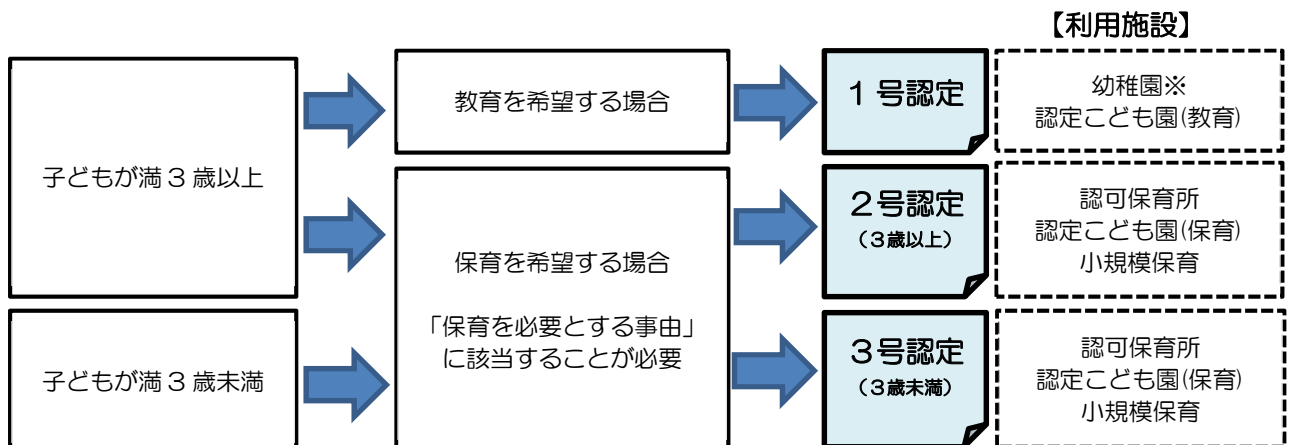 【利用施設】
子どもが満３歳以上
教育を希望する場合
１号認定
幼稚園※
認定こども園(教育)
保育を希望する場合
「保育を必要とする事由」
に該当することが必要
２号認定
（３歳以上）
認可保育所
認定こども園(保育)
小規模保育
子どもが満３歳未満
３号認定
（３歳未満）
認可保育所
認定こども園(保育)
小規模保育